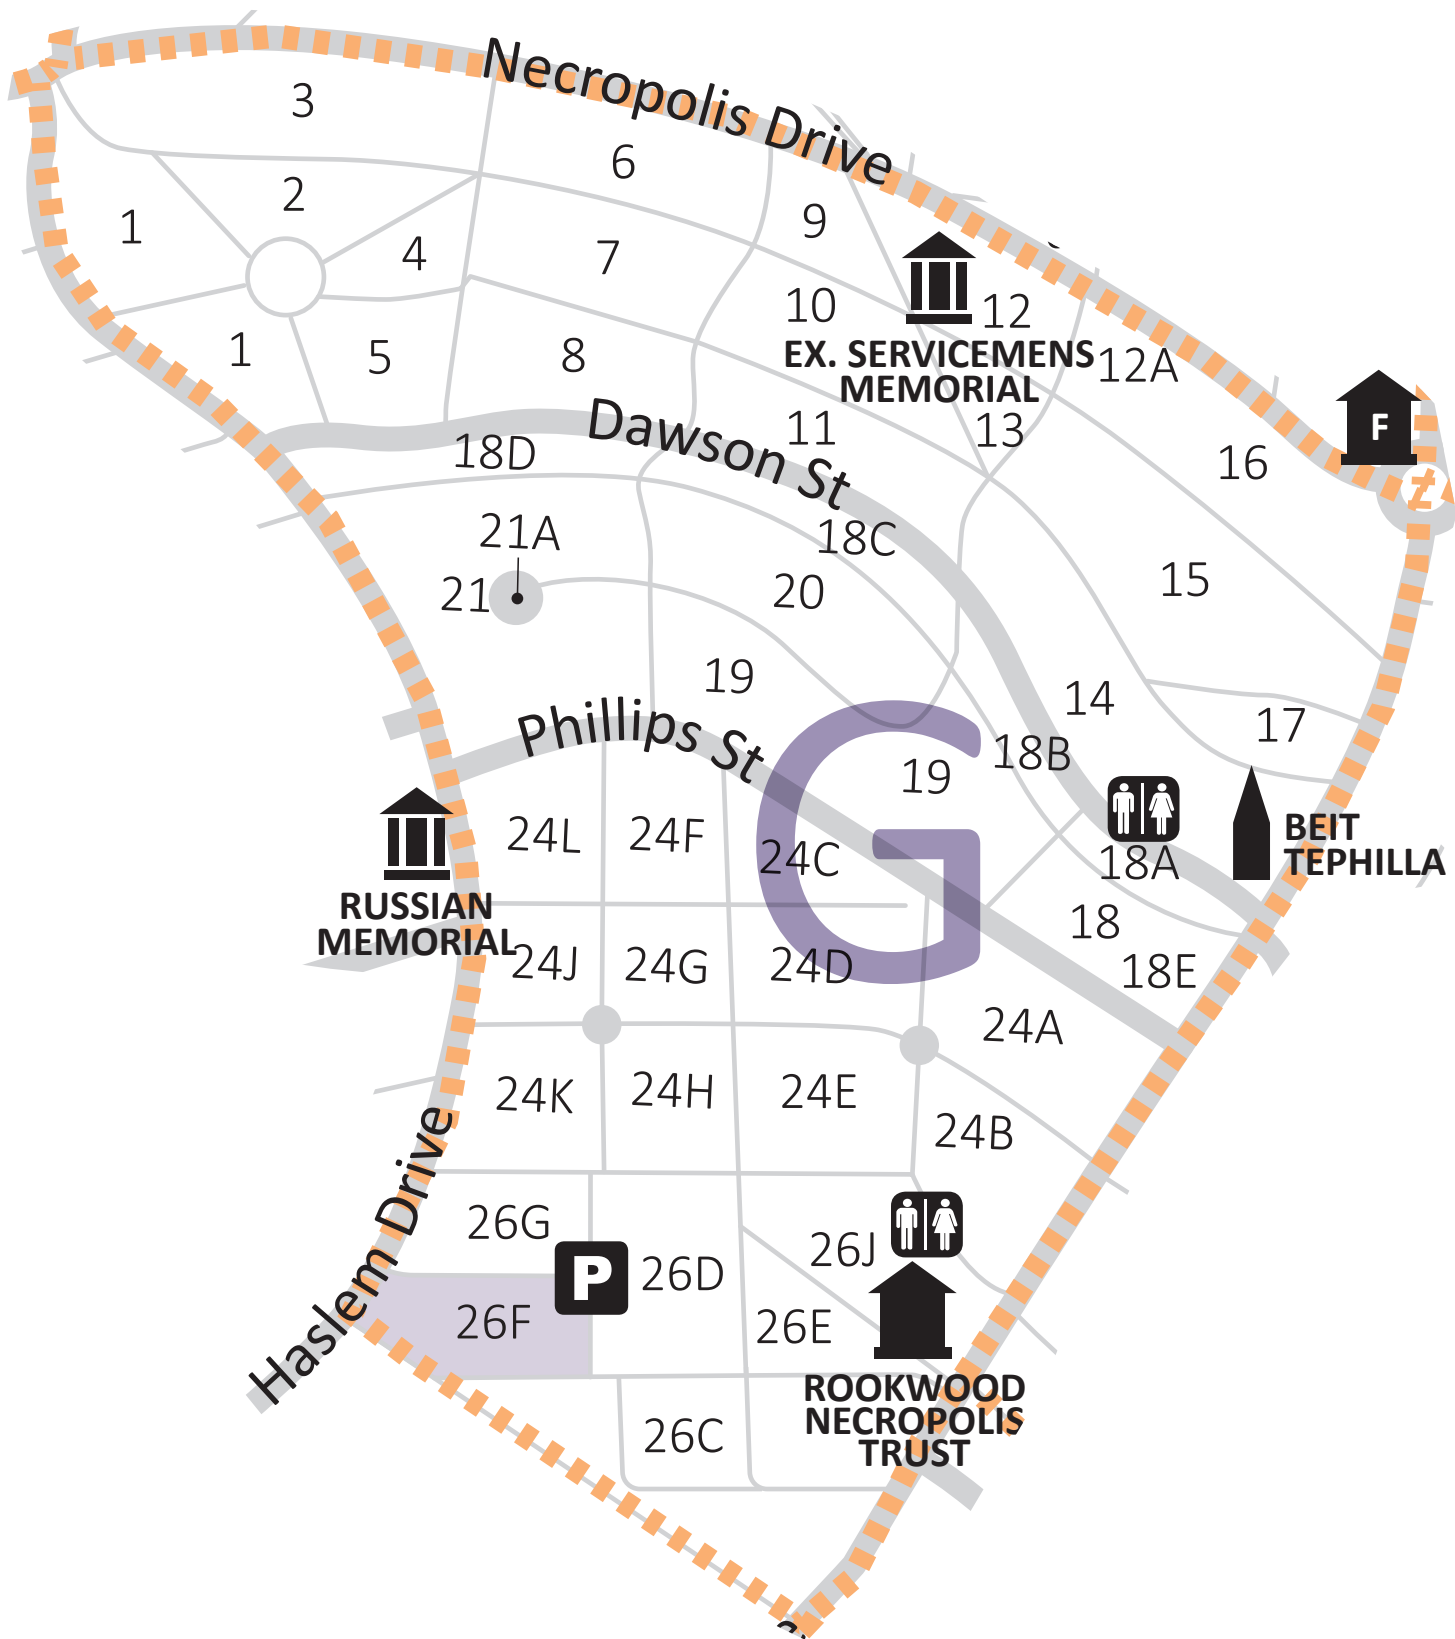 Necropolis Drive
3
6
2
1
9
4
7
10
12
1
5
8
EX. SERVICEMENS
MEMORIAL
12A
F
11
13
Dawson St
18D
16
21A
18C
21
20
15
19
14
17
Phillips St
18B
19
G
24L
24F
24C
BEIT
TEPHILLA
18A
RUSSIAN
MEMORIAL
18
24J
24G
24D
18E
24A
24K
24H
24E
24B
Haslem Drive
26G
26J
P
26D
26F
26E
ROOKWOOD
NECROPOLIS
TRUST
26C